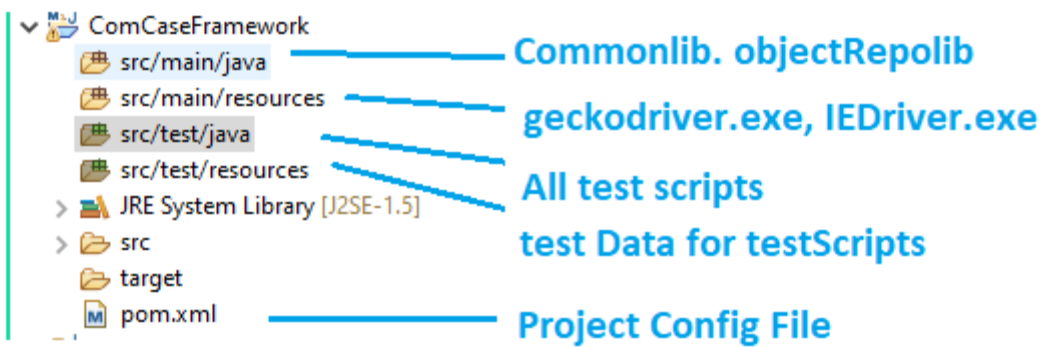 ComCaseFramework
src/main/java
Commonlib. objectRepolib
src/main/resources
geckodriver.exe, IEDriver.exe
src/test/java
All test scripts
src/test/resources
test Data for testScripts
JRE System Library [J2SE-1.5]
src
target
pom.xml
Project Config File